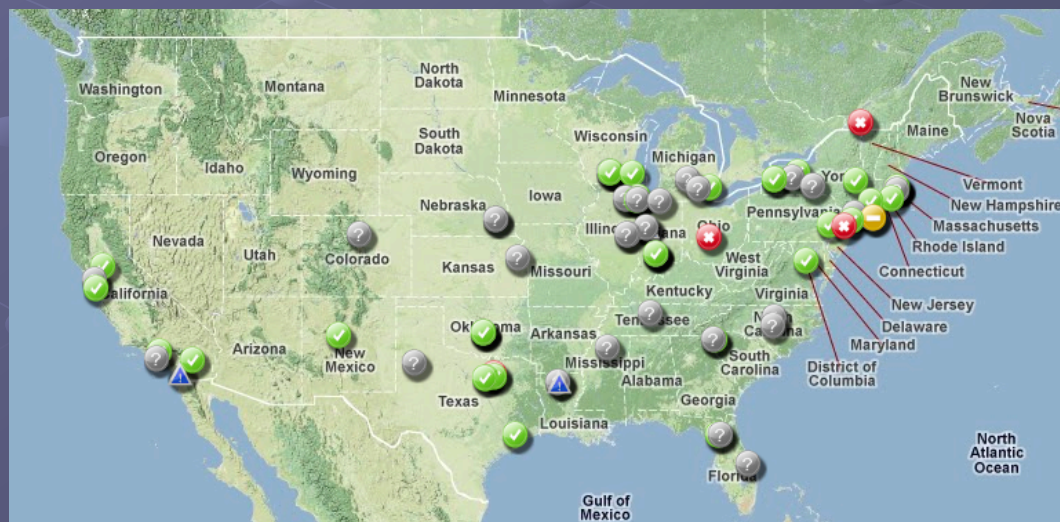 Washington
Montana
North
Dakota
Minnesota
New
Brunswick
Nova
Scotia
Maine
Oregon
Idaho
Wyoming
South
Dakota
Wisconsin
Michigan
Vermont
New Hampshire
Massachusetts
Rhode Island
Connecticut
New Jersey
Delaware
Maryland
District of
Columbia
Iowa
Nebraska
Pennsylvania
Ohio
Nevada
Utah
Colorado
Kansas
Missouri
West
Virginia
Virginia
Kentucky
California
Arizona
New
Mexico
Arkansas
South
Carolina
Mississippi
Alabama
Georgia
Texas
Louisiana
North
Atlantic
Ocean
Gulf of
Mexico